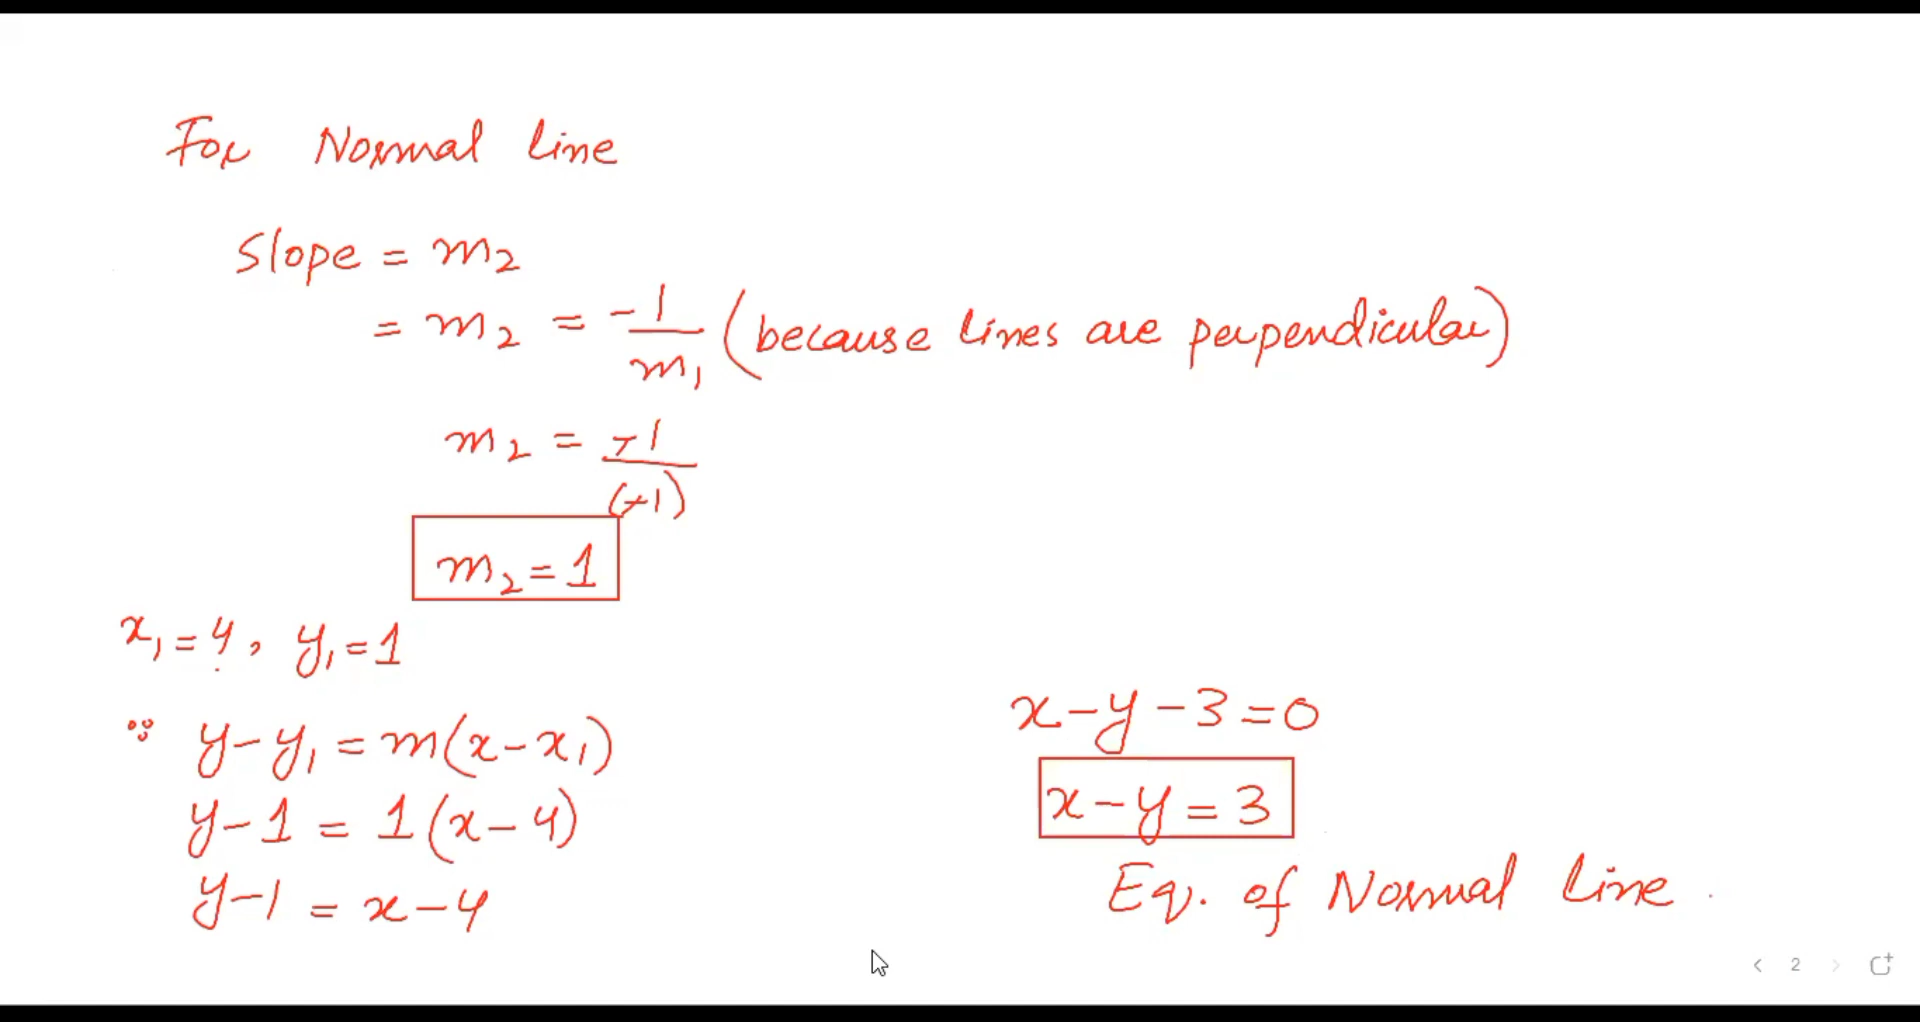 For Normal line
Slope = m₂
= m₂ = -1/m₁ (because lines are perpendicular)
m₂ = -1/(-1)
m₂ = 1
x₁ = 4, y₁ = 1
∵ y - y₁ = m(x - x₁)
y - 1 = 1(x - 4)
y - 1 = x - 4
x - y - 3 = 0
x - y = 3
Eq. of Normal Line.
2